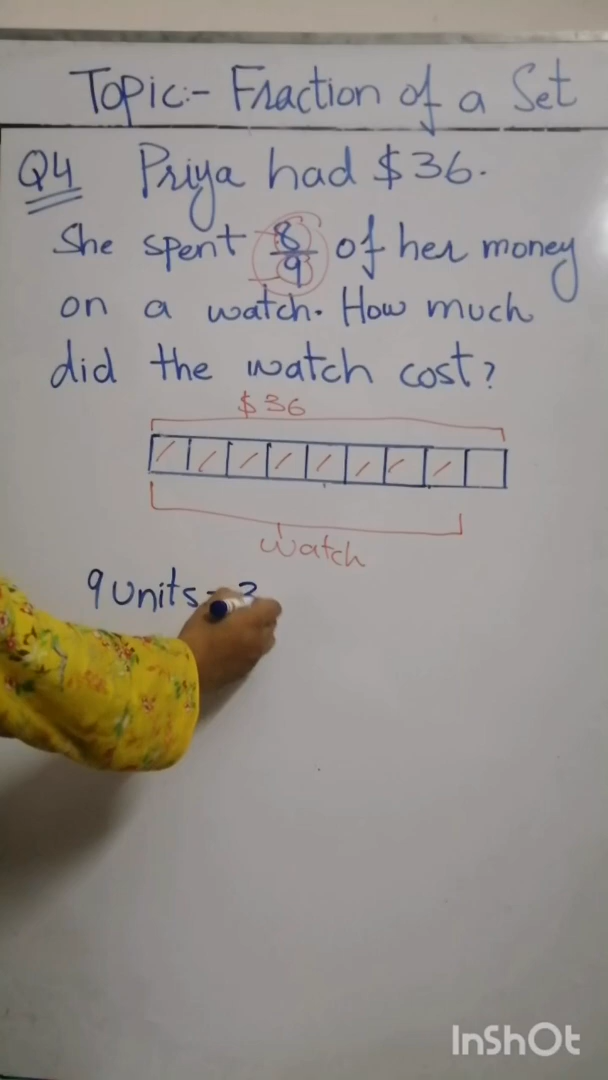 Topic:- Fraction of a Set
Q4 Priya had $36.
She spent 8/9 of her money
on a watch. How much
did the watch cost?
$36
watch
9 Units = 3
InShOt